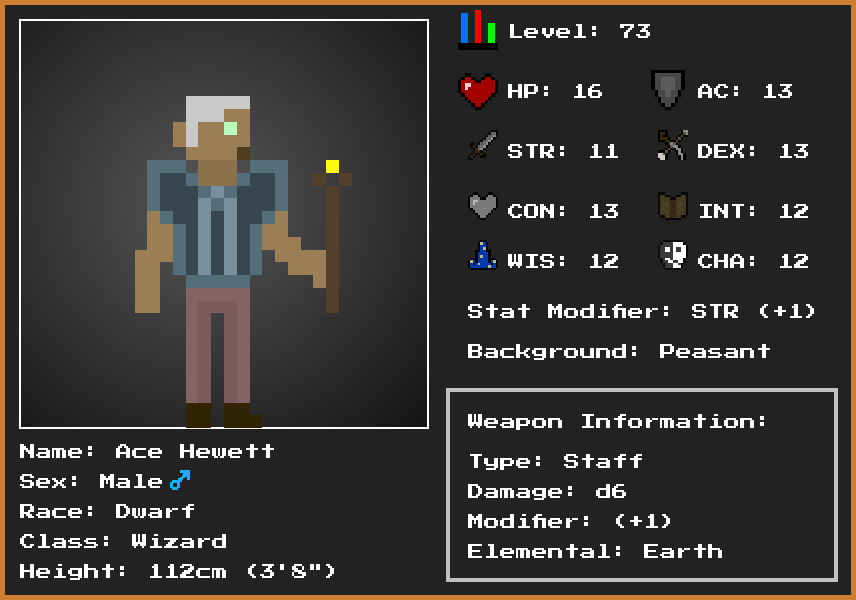 Level: 73
HP: 16
AC: 13
STR: 11
DEX: 13
CON: 13
INT: 12
WIS: 12
CHA: 12
Stat Modifier: STR (+1)
Background: Peasant
Weapon Information:
Type: Staff
Damage: d6
Modifier: (+1)
Elemental: Earth
Name: Ace Hewett
Sex: Male♂
Race: Dwarf
Class: Wizard
Height: 112cm (3'8")